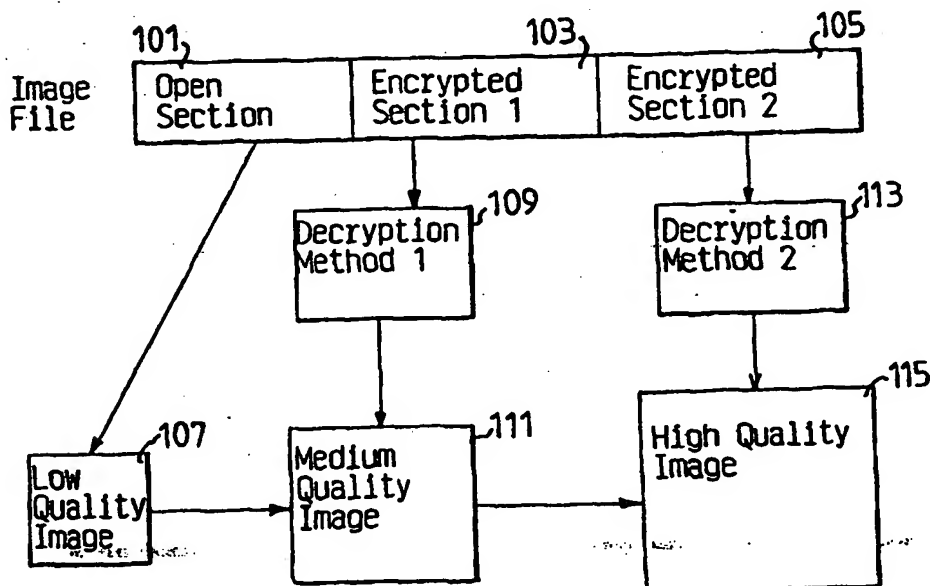 101
103
105
Image
File
Open
Section
Encrypted
Section 1
Encrypted
Section 2
109
Decryption
Method 1
113
Decryption
Method 2
107
Low
Quality
Image
111
Medium
Quality
Image
115
High Quality
Image